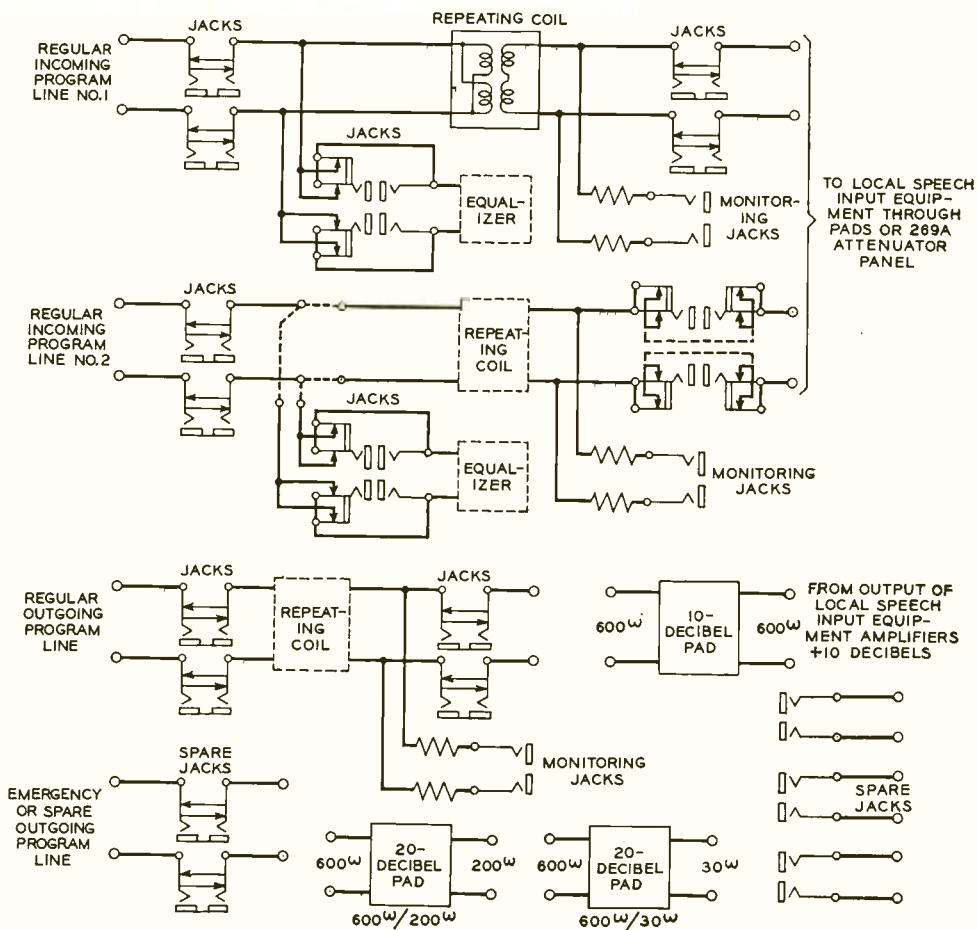 REPEATING COIL
JACKS
JACKS
REGULAR
INCOMING
PROGRAM
LINE NO.1
JACKS
EQUAL-
IZER
MONITOR-
ING
JACKS
TO LOCAL SPEECH
INPUT EQUIP-
MENT THROUGH
PADS OR 269A
ATTENUATOR
PANEL
JACKS
REGULAR
INCOMING
PROGRAM
LINE NO.2
REPEAT-
ING
COIL
JACKS
EQUAL-
IZER
MONITORING
JACKS
JACKS
JACKS
REGULAR
OUTGOING
PROGRAM
LINE
REPEAT-
ING
COIL
600ω
10-
DECIBEL
PAD
600ω
FROM OUTPUT OF
LOCAL SPEECH
INPUT EQUIP-
MENT AMPLIFIERS
+10 DECIBELS
MONITORING
JACKS
SPARE
JACKS
EMERGENCY
OR SPARE
OUTGOING
PROGRAM
LINE
SPARE
JACKS
600ω
20-
DECIBEL
PAD
200ω
600ω/200ω
600ω
20-
DECIBEL
PAD
30ω
600ω/30ω